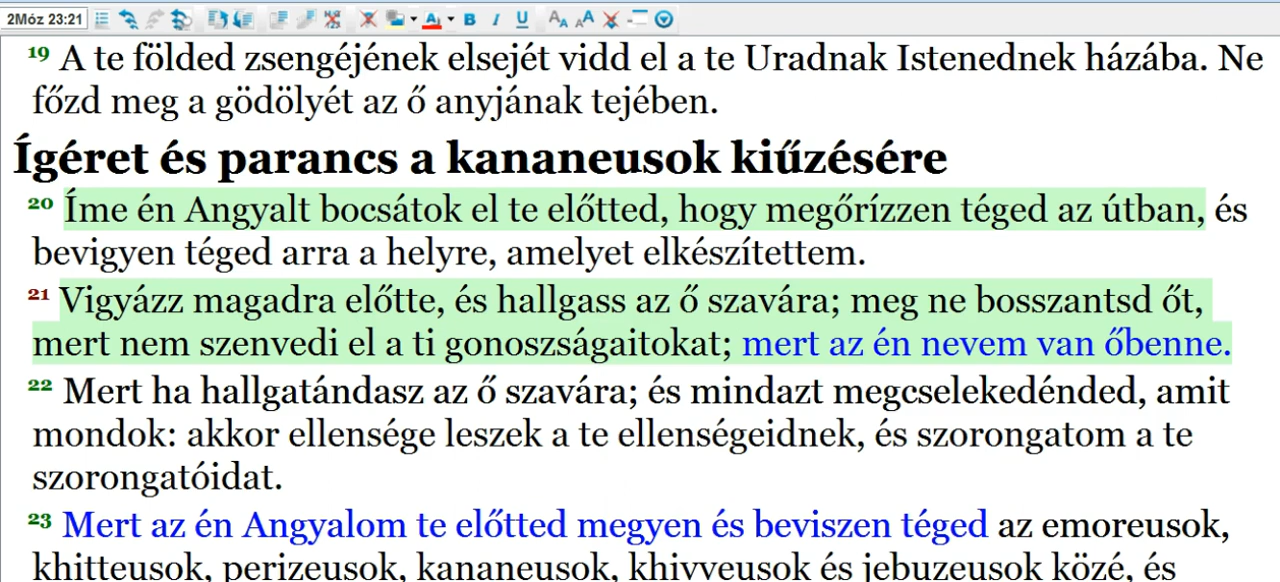 2Móz 23:21
19 A te földed zsengéjének elsejét vidd el a te Uradnak Istenednek házába. Ne
főzd meg a gödölyét az ő anyjának tejében.
Ígéret és parancs a kananeusok kiűzésére
20 Íme én Angyalt bocsátok el te előtted, hogy megőrízzen téged az útban, és
bevigyen téged arra a helyre, amelyet elkészítettem.
21 Vigyázz magadra előtte, és hallgass az ő szavára; meg ne bosszantsd őt,
mert nem szenvedi el a ti gonoszságaitokat; mert az én nevem van őbenne.
22 Mert ha hallgatándasz az ő szavára; és mindazt megcselekedénded, amit
mondok: akkor ellensége leszek a te ellenségeidnek, és szorongatom a te
szorongatóidat.
23 Mert az én Angyalom te előtted megyen és beviszen téged az emoreusok,
khitteusok, perizeusok, kananeusok, khivveusok és jebuzeusok közé, és